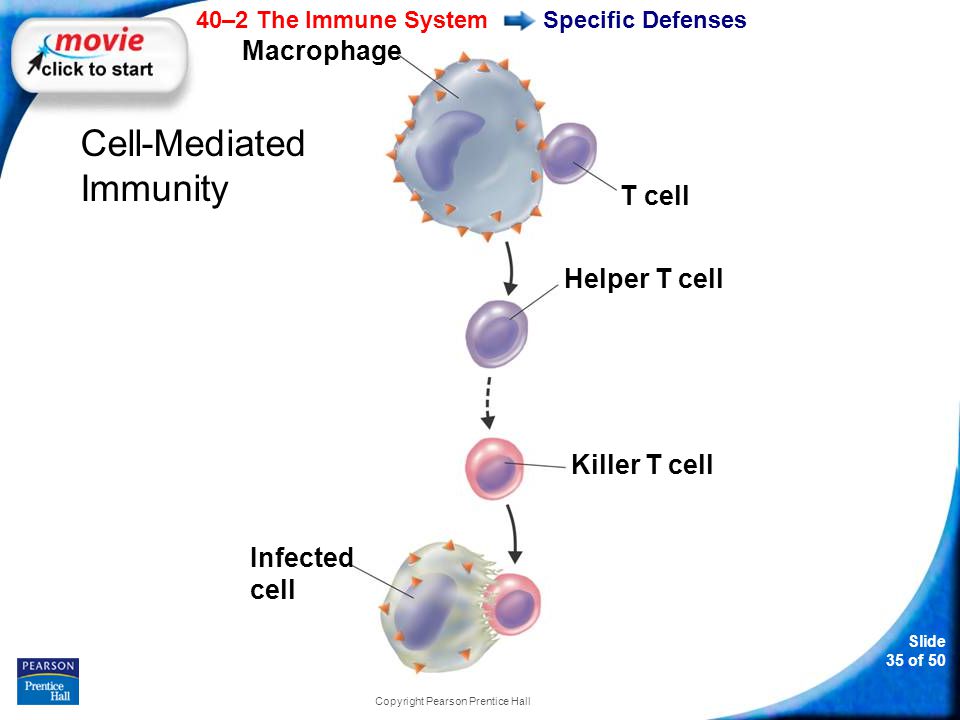 40–2 The Immune System Specific Defenses
movie
click to start
Macrophage
Cell-Mediated
Immunity
T cell
Helper T cell
Killer T cell
Infected
cell
Slide
35 of 50
PEARSON
Prentice
Hall
Copyright Pearson Prentice Hall